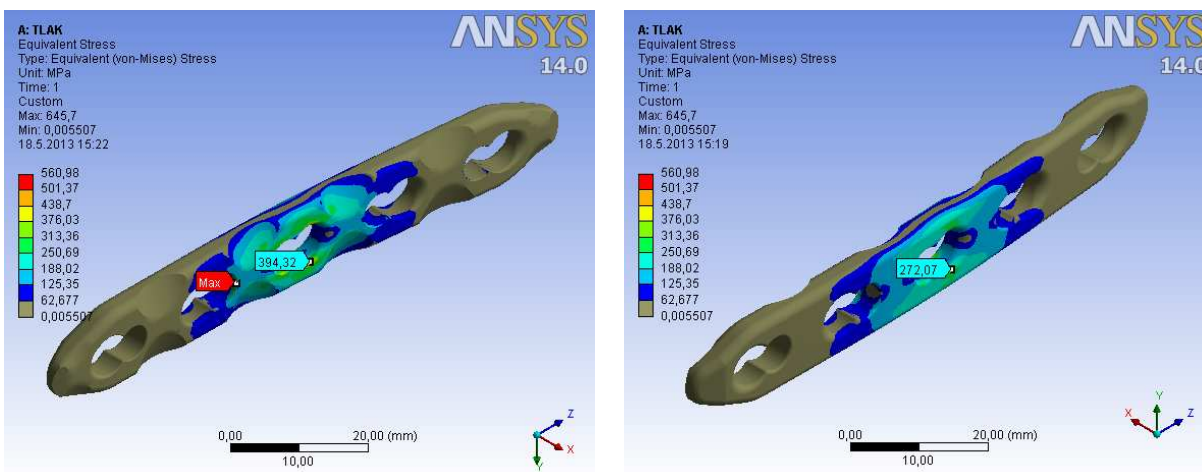 A: TLAK
Equivalent Stress
Type: Equivalent (von-Mises) Stress
Unit: MPa
Time: 1
Custom
Max: 645,7
Min: 0,005507
18.5.2013 15:22
ANSYS
14.0
560,98
501,37
438,7
376,03
313,36
250,69
188,02
125,35
62,677
0,005507
394,32
Max
0,00
20,00 (mm)
10,00
Z
X
Y
A: TLAK
Equivalent Stress
Type: Equivalent (von-Mises) Stress
Unit: MPa
Time: 1
Custom
Max: 645,7
Min: 0,005507
18.5.2013 15:19
ANSYS
14.0
560,98
501,37
438,7
376,03
313,36
250,69
188,02
125,35
62,677
0,005507
272,07
0,00
20,00 (mm)
10,00
Y
X
Z